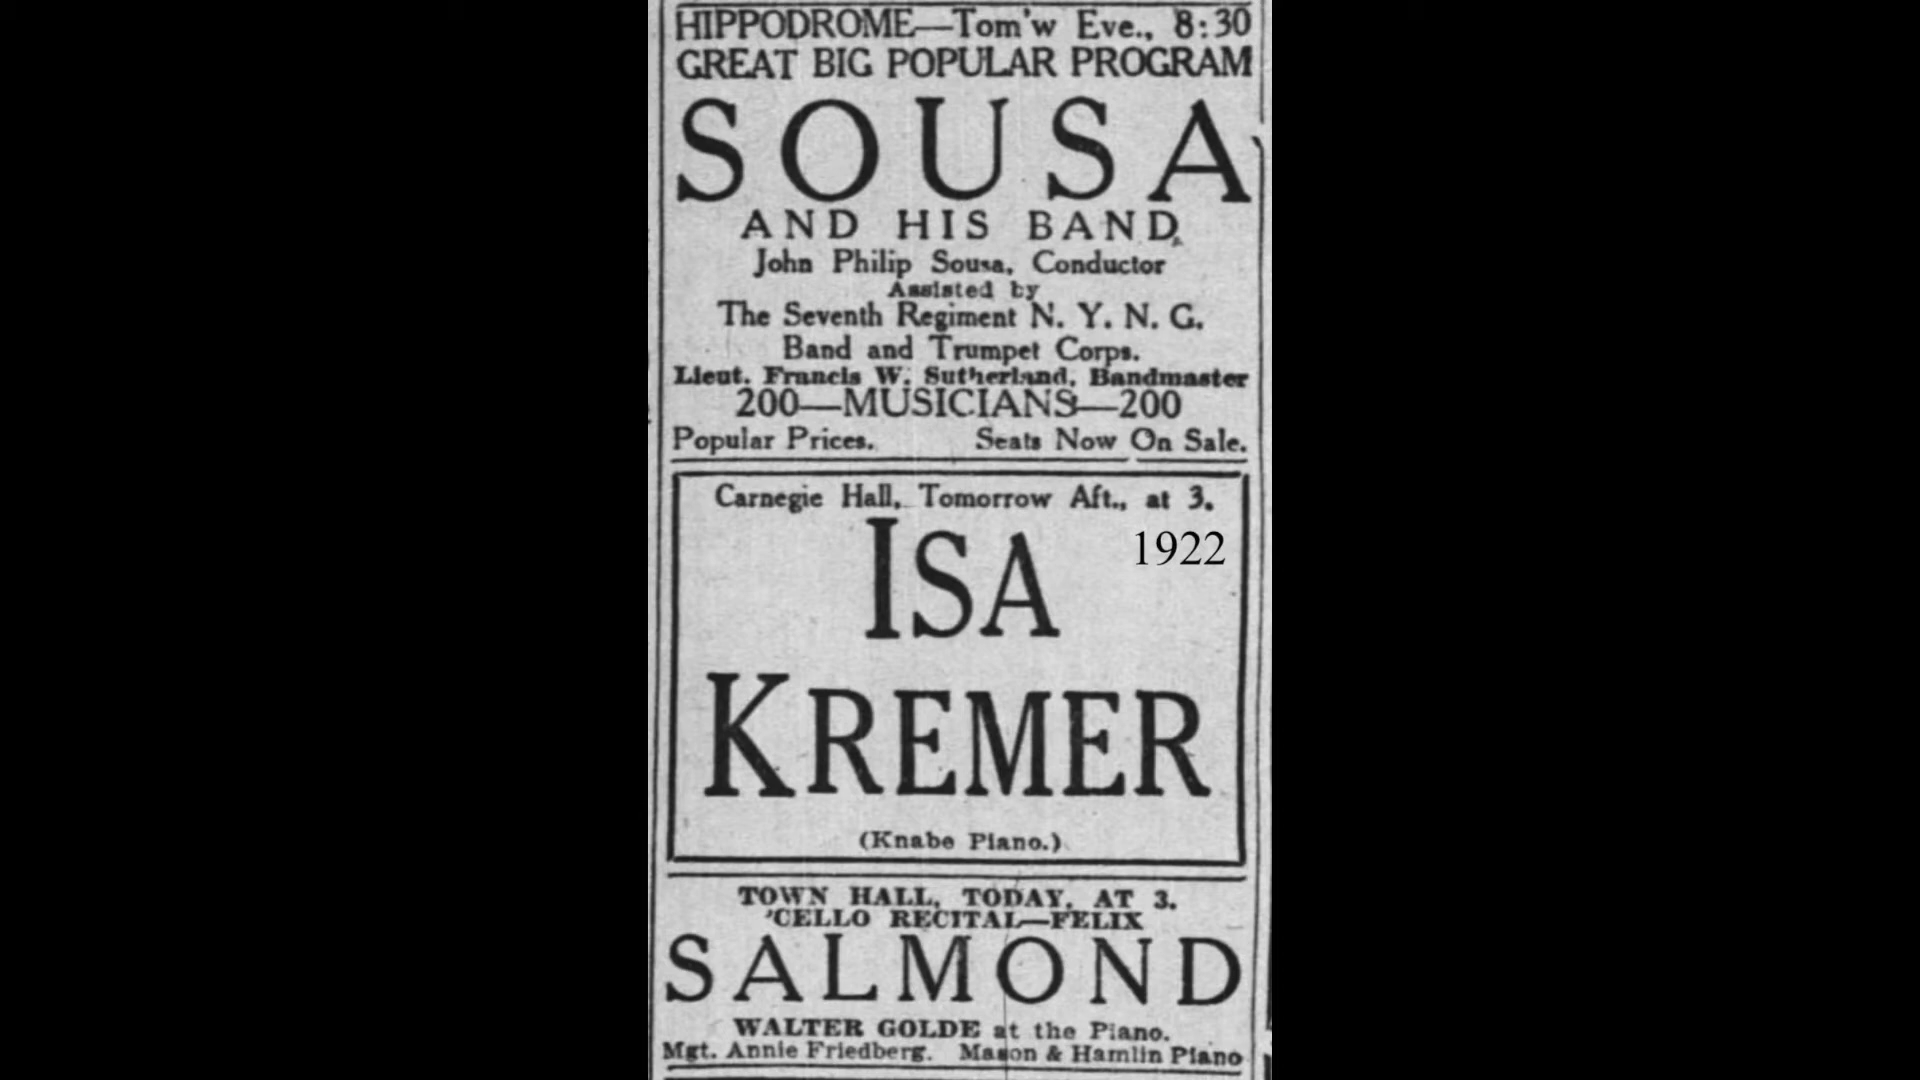 HIPPODROME—Tom'w Eve., 8:30
GREAT BIG POPULAR PROGRAM
SOUSA
AND HIS BAND
John Philip Sousa, Conductor
Assisted by
The Seventh Regiment N. Y. N. G.
Band and Trumpet Corps.
Lieut. Francis W. Sutherland, Bandmaster
200—MUSICIANS—200
Popular Prices. Seats Now On Sale.
Carnegie Hall, Tomorrow Aft., at 3.
ISA
1922
KREMER
(Knabe Piano.)
TOWN HALL, TODAY, AT 3.
'CELLO RECITAL—FELIX
SALMOND
WALTER GOLDE at the Piano.
Mgt. Annie Friedberg. Mason & Hamlin Piano